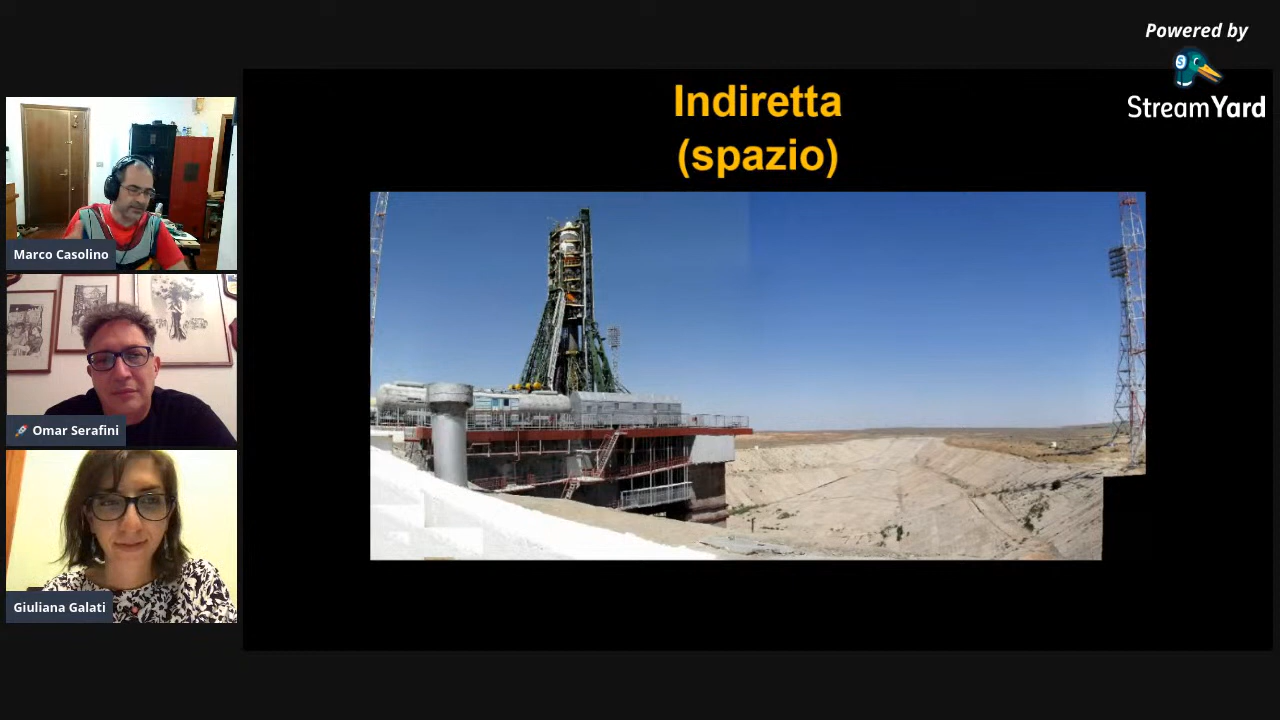 Powered by
StreamYard
Indiretta
(spazio)
Marco Casolino
🚀 Omar Serafini
Giuliana Galati